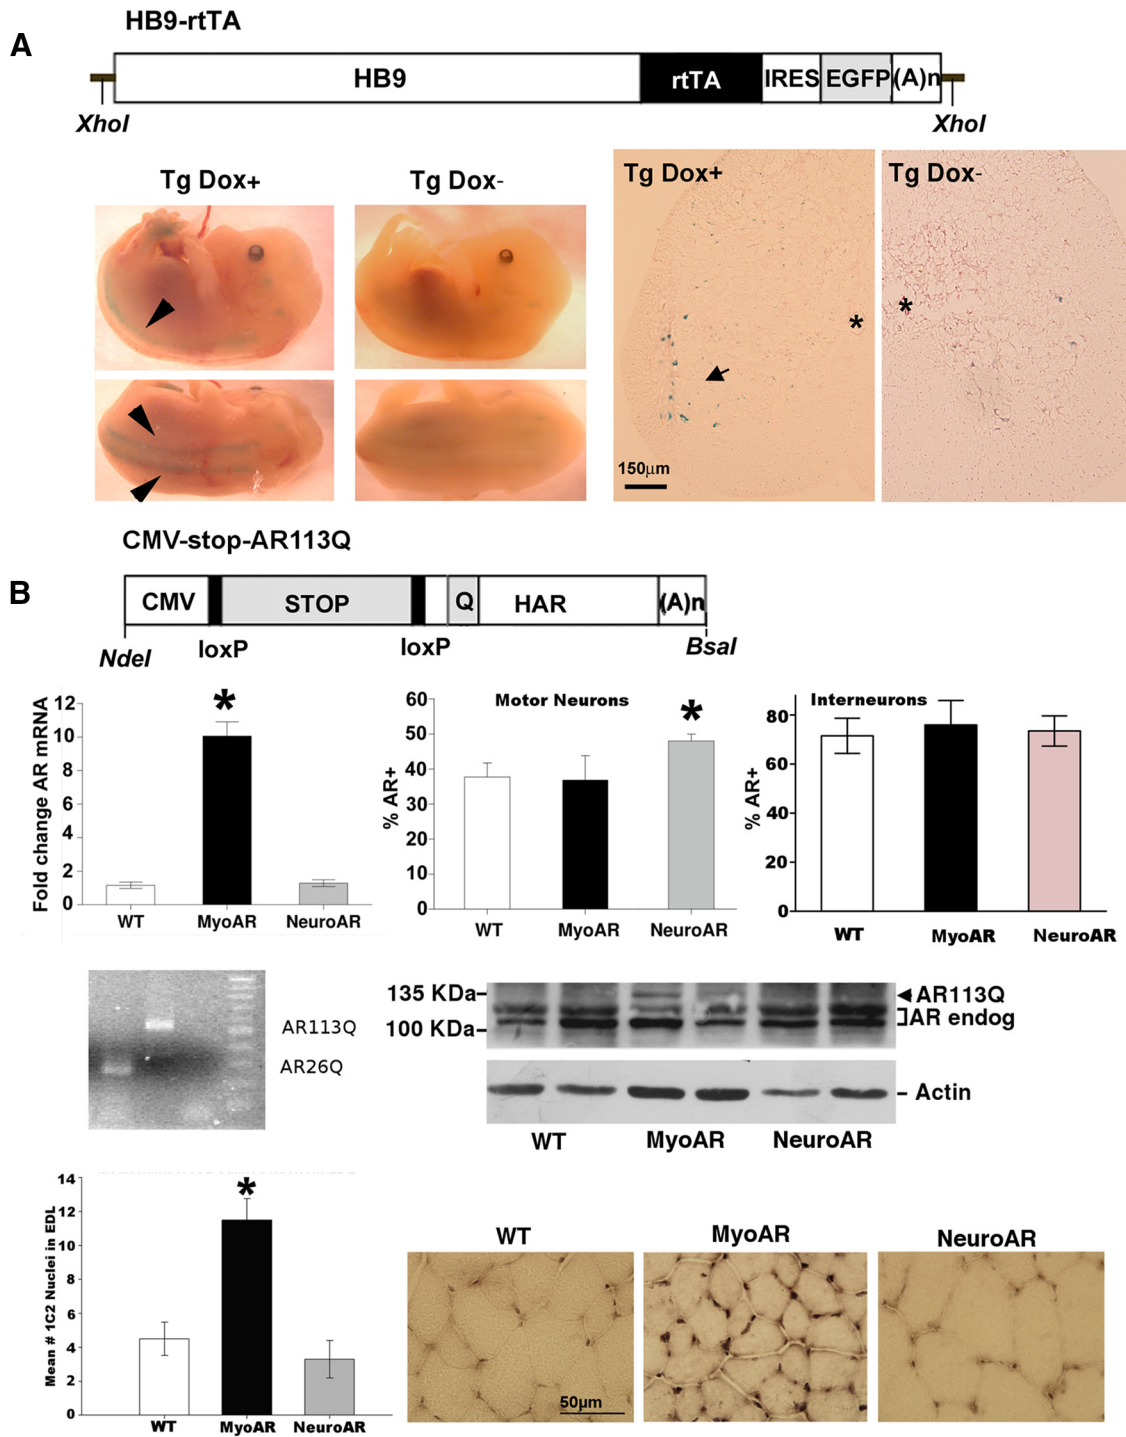 HB9-rtTA
A
HB9
rtTA
IRES
EGFP
(A)n
XhoI
XhoI
Tg Dox+
Tg Dox-
Tg Dox+
Tg Dox-
*
*
150µm
CMV-stop-AR113Q
B
CMV
STOP
Q
HAR
(A)n
NdeI
loxP
loxP
BsaI
Fold change AR mRNA
12
10
8
6
4
2
0
*
WT
MyoAR
NeuroAR
Motor Neurons
% AR+
60
50
40
30
20
10
0
*
WT
MyoAR
NeuroAR
Interneurons
% AR+
80
60
40
20
0
WT
MyoAR
NeuroAR
AR113Q
AR26Q
135 KDa
100 KDa
AR113Q
AR endog
Actin
WT
MyoAR
NeuroAR
Mean # 1C2 Nuclei in EDL
14
12
10
8
6
4
2
0
*
WT
MyoAR
NeuroAR
WT
MyoAR
NeuroAR
50µm